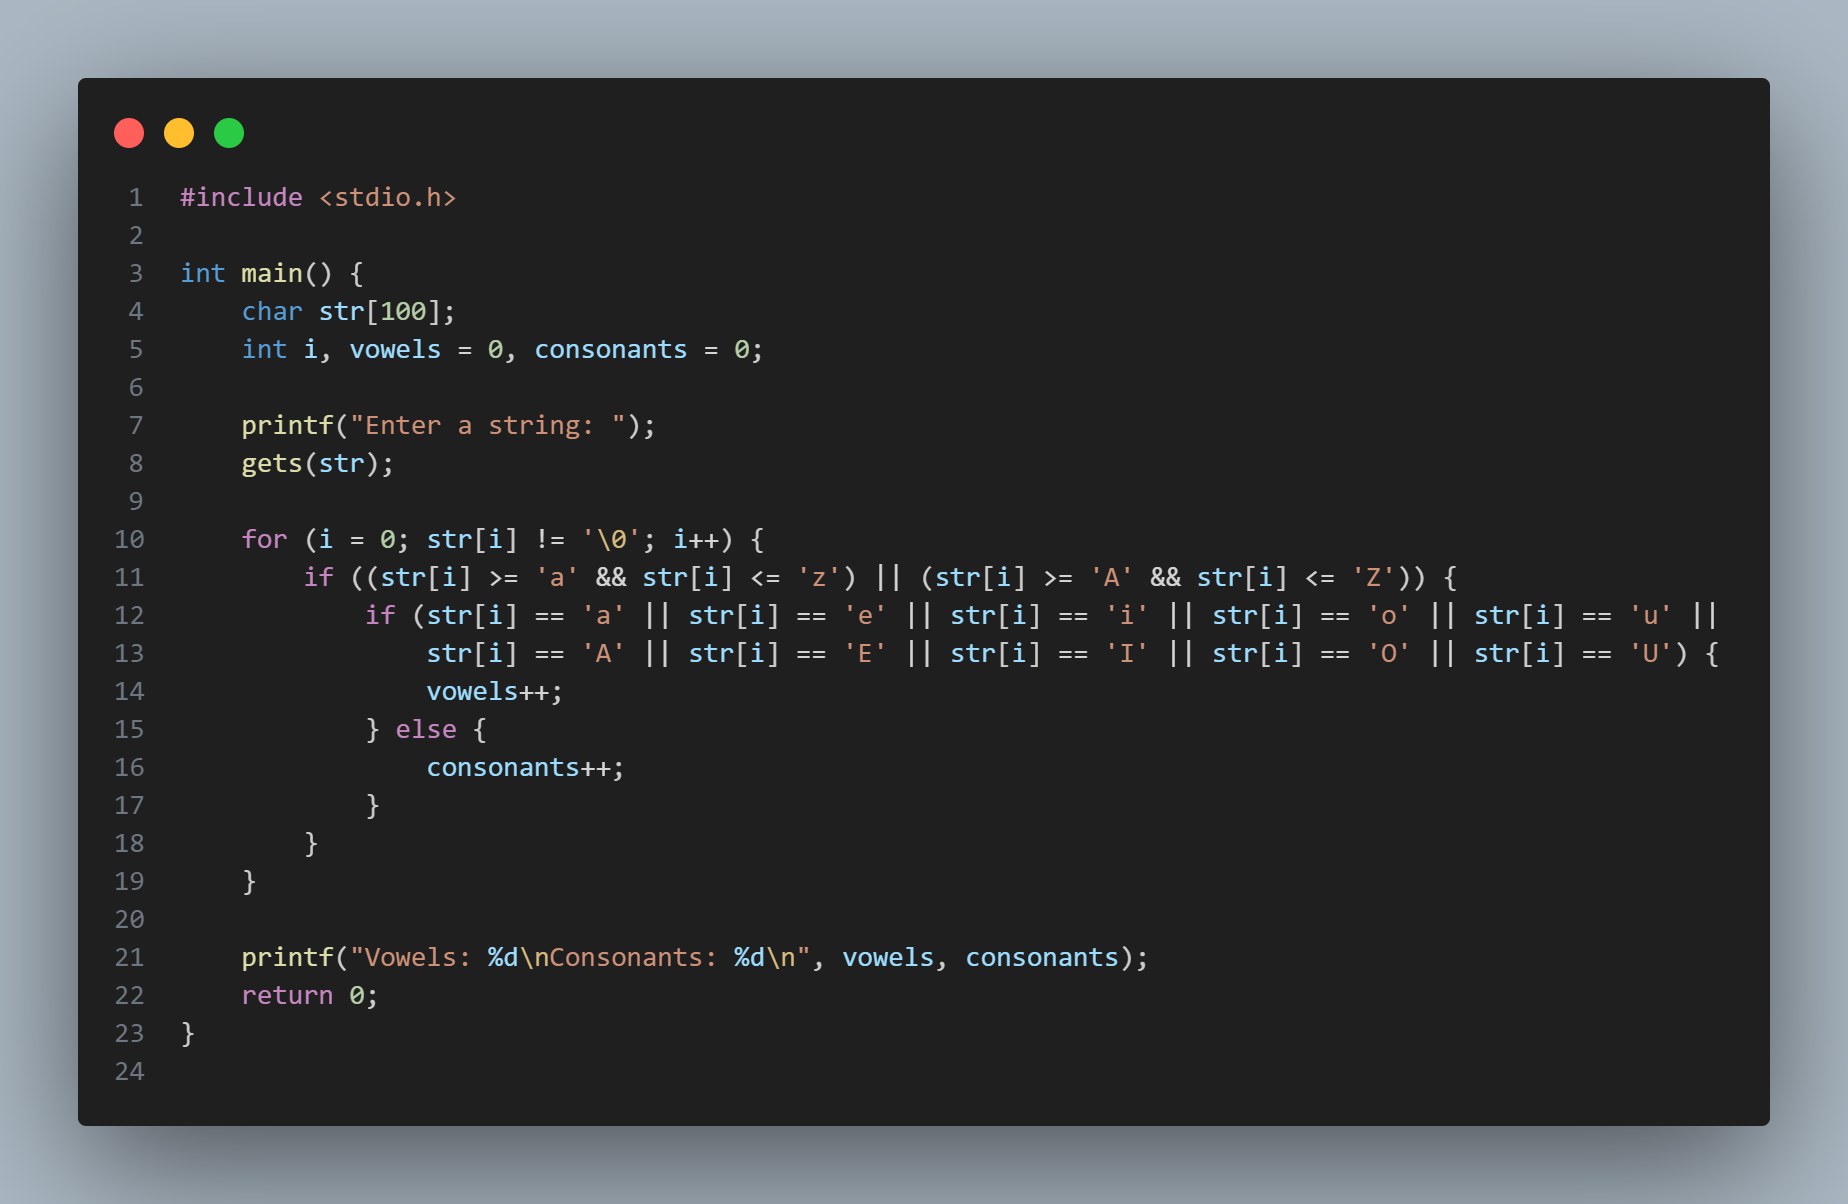 1 #include <stdio.h>
2
3 int main() {
4     char str[100];
5     int i, vowels = 0, consonants = 0;
6
7     printf("Enter a string: ");
8     gets(str);
9
10     for (i = 0; str[i] != '\0'; i++) {
11         if ((str[i] >= 'a' && str[i] <= 'z') || (str[i] >= 'A' && str[i] <= 'Z')) {
12             if (str[i] == 'a' || str[i] == 'e' || str[i] == 'i' || str[i] == 'o' || str[i] == 'u' ||
13                 str[i] == 'A' || str[i] == 'E' || str[i] == 'I' || str[i] == 'O' || str[i] == 'U') {
14                 vowels++;
15             } else {
16                 consonants++;
17             }
18         }
19     }
20
21     printf("Vowels: %d\nConsonants: %d\n", vowels, consonants);
22     return 0;
23 }
24